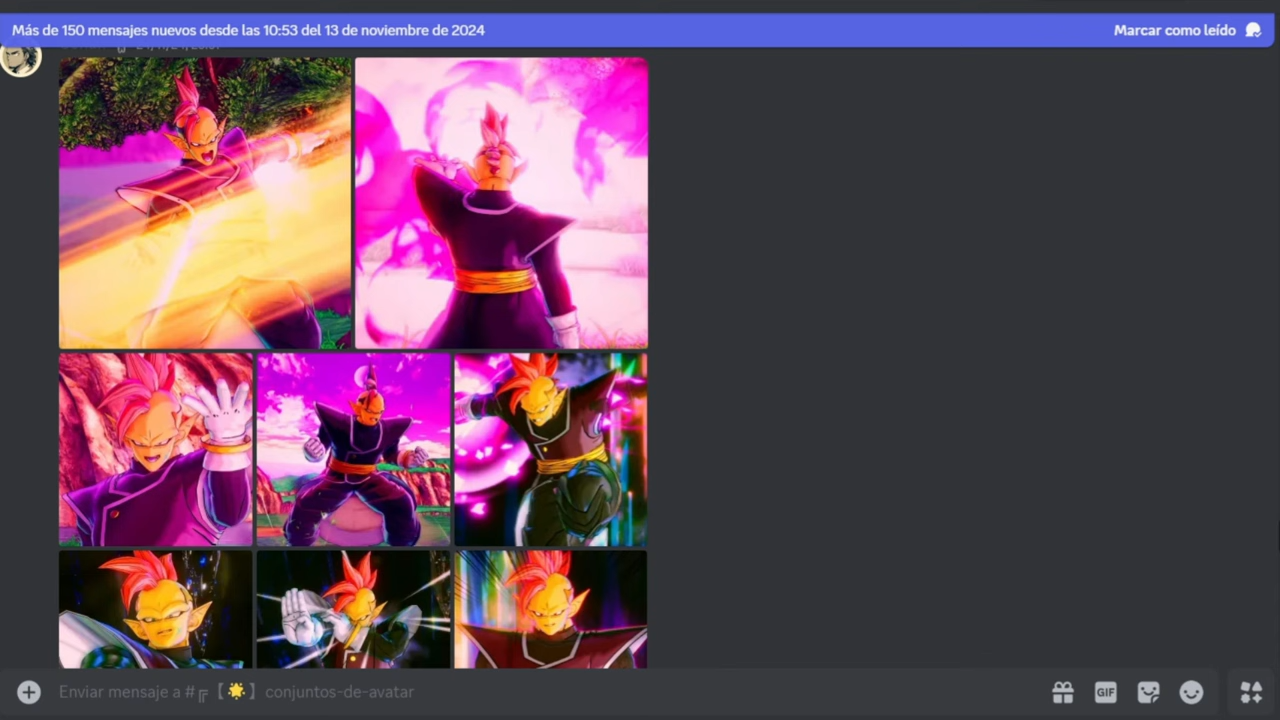 Más de 150 mensajes nuevos desde las 10:53 del 13 de noviembre de 2024
Marcar como leído
Enviar mensaje a #╔【🌟】conjuntos-de-avatar
GIF